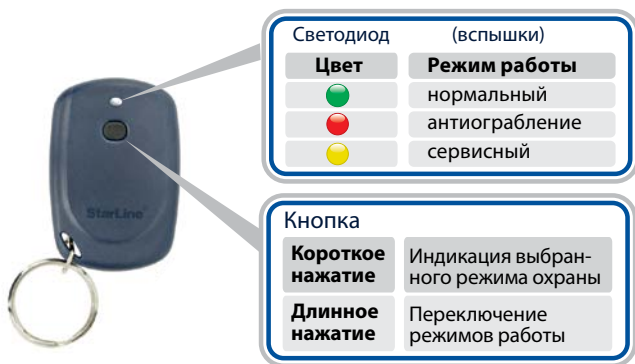 Светодиод (вспышки)
Цвет Режим работы
нормальный
антиограбление
сервисный
StarLine
Кнопка
Короткое нажатие Индикация выбран-
ного режима охраны
Длинное нажатие Переключение
режимов работы